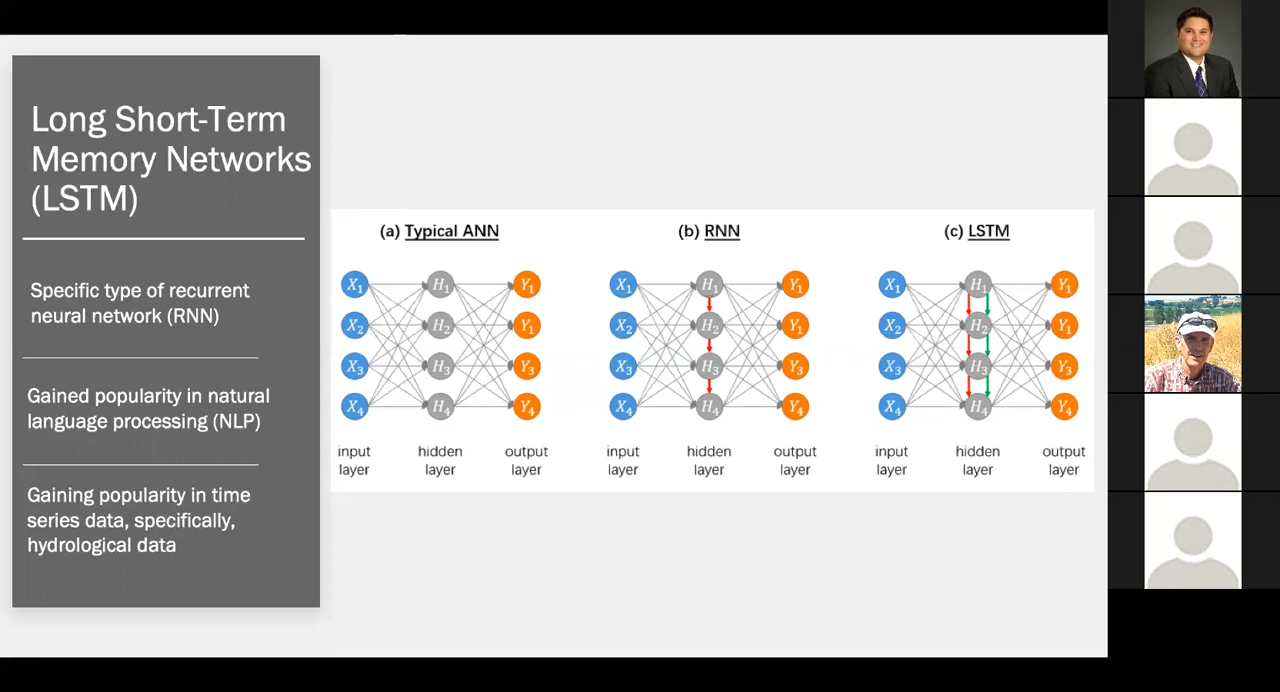 Long Short-Term
Memory Networks
(LSTM)
Specific type of recurrent
neural network (RNN)
Gained popularity in natural
language processing (NLP)
Gaining popularity in time
series data, specifically,
hydrological data
(a) Typical ANN
X₁ H₁ Y₁
X₂ H₂ Y₁
X₃ H₃ Y₃
X₄ H₄ Y₄
input hidden output
layer layer layer
(b) RNN
X₁ H₁ Y₁
X₂ H₂ Y₁
X₃ H₃ Y₃
X₄ H₄ Y₄
input hidden output
layer layer layer
(c) LSTM
X₁ H₁ Y₁
X₂ H₂ Y₁
X₃ H₃ Y₃
X₄ H₄ Y₄
input hidden output
layer layer layer